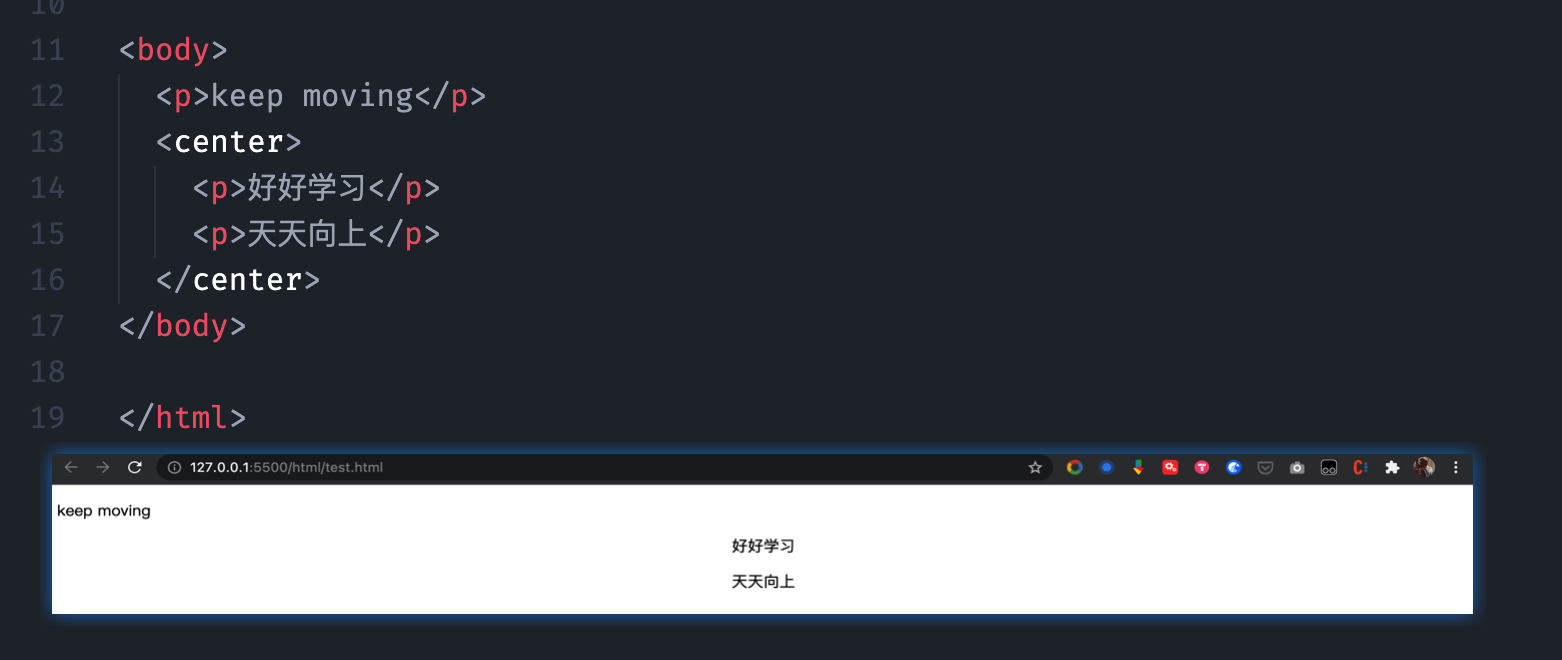 10
11 <body>
12 <p>keep moving</p>
13 <center>
14 <p>好好学习</p>
15 <p>天天向上</p>
16 </center>
17 </body>
18
19 </html>
127.0.0.1:5500/html/test.html
keep moving
好好学习
天天向上